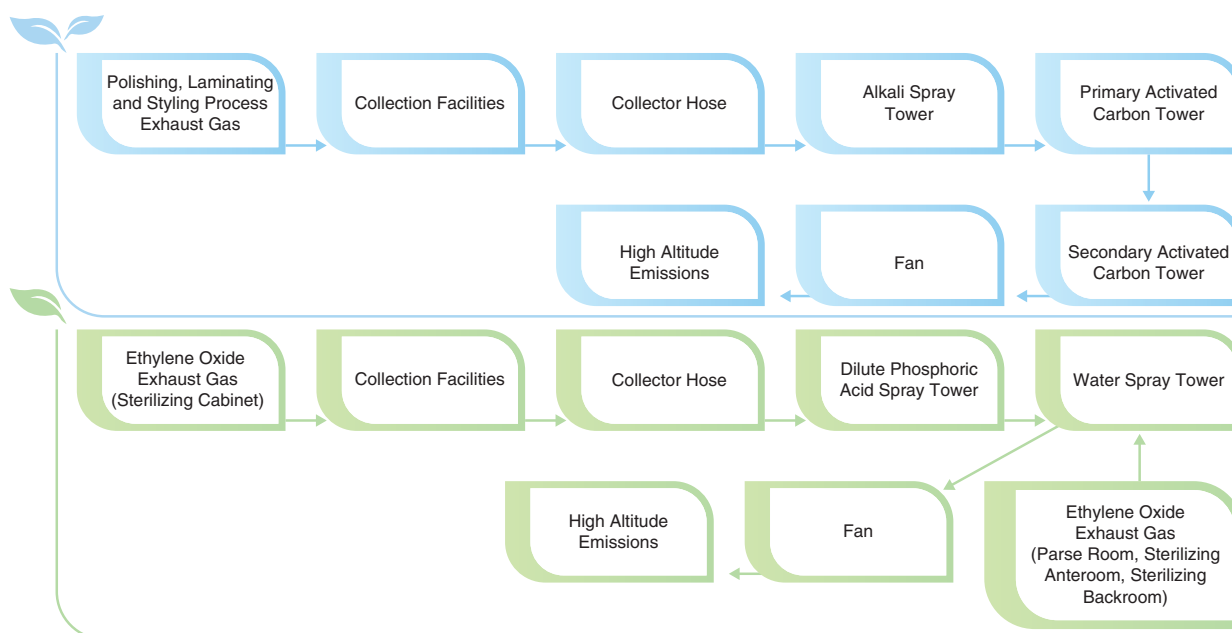 Polishing, Laminating
and Styling Process
Exhaust Gas
Collection Facilities
Collector Hose
Alkali Spray
Tower
Primary Activated
Carbon Tower
High Altitude
Emissions
Fan
Secondary Activated
Carbon Tower
Ethylene Oxide
Exhaust Gas
(Sterilizing Cabinet)
Collection Facilities
Collector Hose
Dilute Phosphoric
Acid Spray Tower
Water Spray Tower
High Altitude
Emissions
Fan
Ethylene Oxide
Exhaust Gas
(Parse Room, Sterilizing
Anteroom, Sterilizing
Backroom)